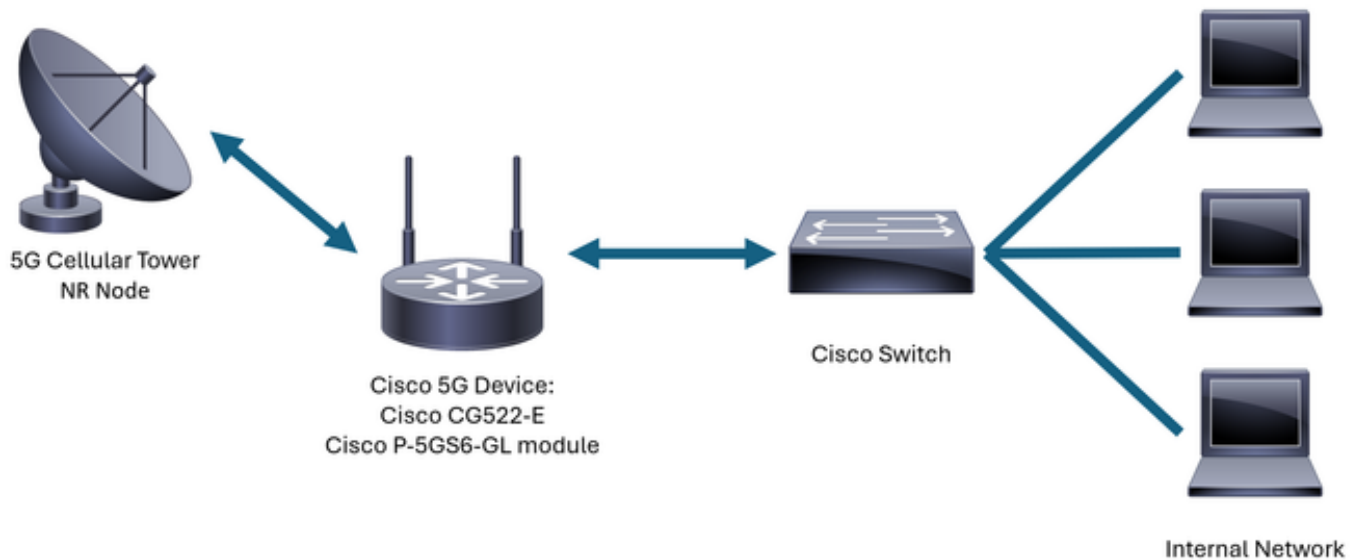 5G Cellular Tower
NR Node
Cisco 5G Device:
Cisco CG522-E
Cisco P-5GS6-GL module
Cisco Switch
Internal Network